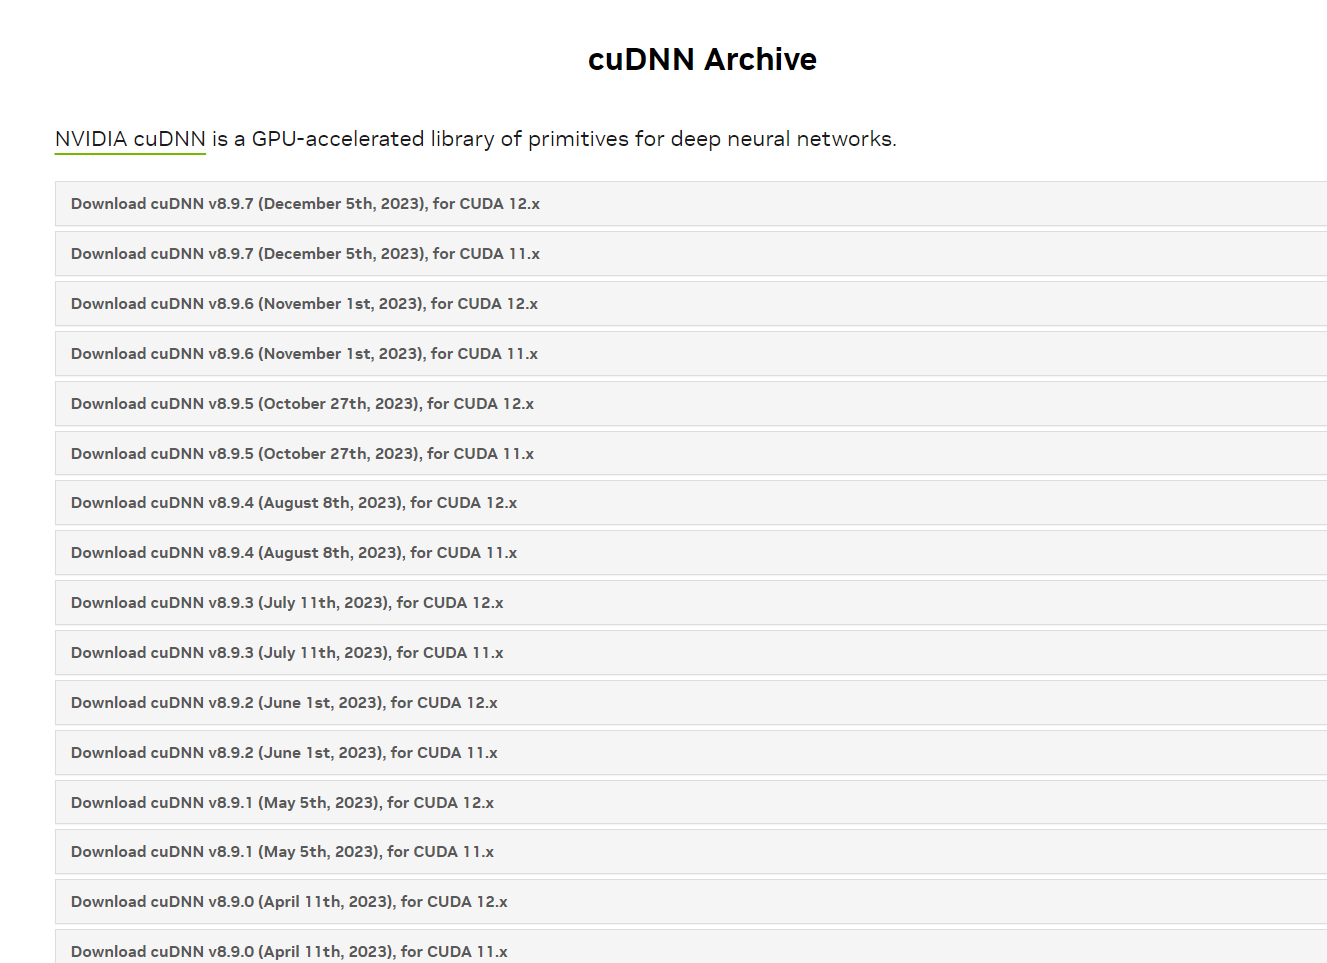 cuDNN Archive
NVIDIA cuDNN is a GPU-accelerated library of primitives for deep neural networks.
Download cuDNN v8.9.7 (December 5th, 2023), for CUDA 12.x
Download cuDNN v8.9.7 (December 5th, 2023), for CUDA 11.x
Download cuDNN v8.9.6 (November 1st, 2023), for CUDA 12.x
Download cuDNN v8.9.6 (November 1st, 2023), for CUDA 11.x
Download cuDNN v8.9.5 (October 27th, 2023), for CUDA 12.x
Download cuDNN v8.9.5 (October 27th, 2023), for CUDA 11.x
Download cuDNN v8.9.4 (August 8th, 2023), for CUDA 12.x
Download cuDNN v8.9.4 (August 8th, 2023), for CUDA 11.x
Download cuDNN v8.9.3 (July 11th, 2023), for CUDA 12.x
Download cuDNN v8.9.3 (July 11th, 2023), for CUDA 11.x
Download cuDNN v8.9.2 (June 1st, 2023), for CUDA 12.x
Download cuDNN v8.9.2 (June 1st, 2023), for CUDA 11.x
Download cuDNN v8.9.1 (May 5th, 2023), for CUDA 12.x
Download cuDNN v8.9.1 (May 5th, 2023), for CUDA 11.x
Download cuDNN v8.9.0 (April 11th, 2023), for CUDA 12.x
Download cuDNN v8.9.0 (April 11th, 2023), for CUDA 11.x